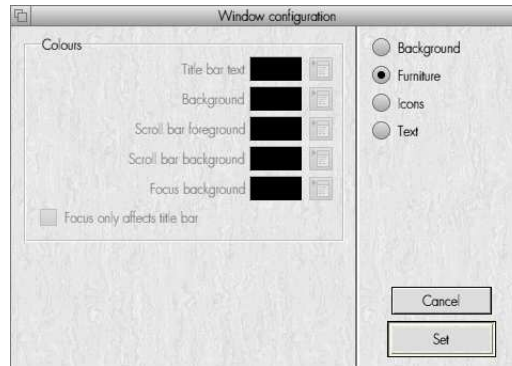 Window configuration
Colours
Title bar text
Background
Scroll bar foreground
Scroll bar background
Focus background
Focus only affects title bar
Background
Furniture
Icons
Text
Cancel
Set